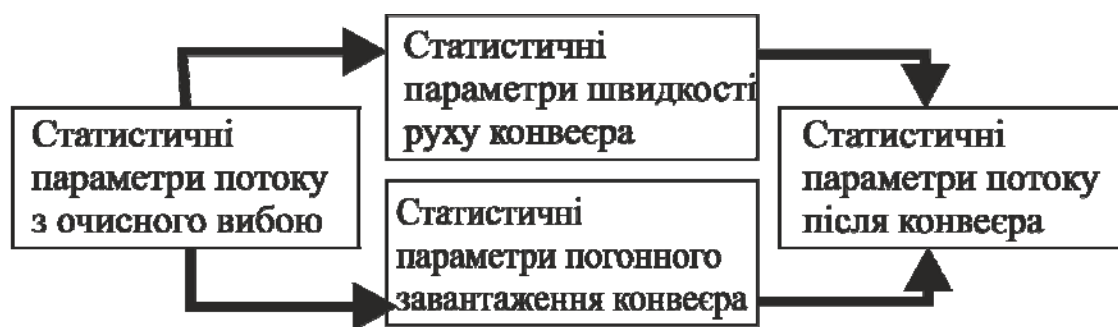 Статистичні
параметри потоку
з очисного вибою
Статистичні
параметри швидкості
руху конвеєра
Статистичні
параметри погонного
завантаження конвеєра
Статистичні
параметри потоку
після конвеєра